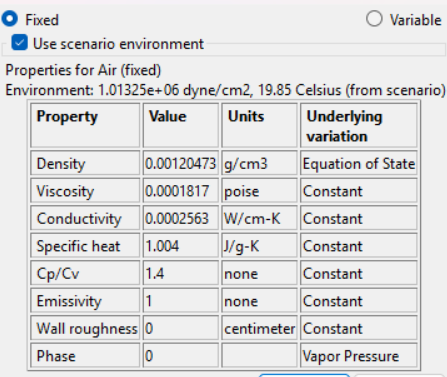 Fixed Variable
Use scenario environment
Properties for Air (fixed)
Environment: 1.01325e+06 dyne/cm2, 19.85 Celsius (from scenario)
Property Value Units Underlying variation
Density 0.00120473 g/cm3 Equation of State
Viscosity 0.0001817 poise Constant
Conductivity 0.0002563 W/cm-K Constant
Specific heat 1.004 J/g-K Constant
Cp/Cv 1.4 none Constant
Emissivity 1 none Constant
Wall roughness 0 centimeter Constant
Phase 0 Vapor Pressure